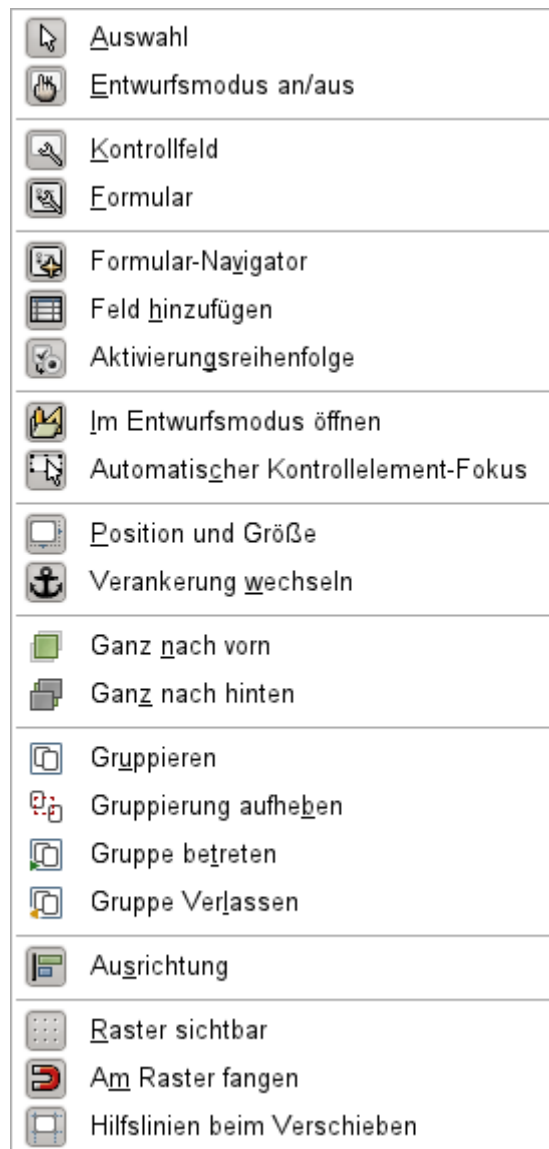 Auswahl
Entwurfsmodus an/aus
Kontrollfeld
Formular
Formular-Navigator
Feld hinzufügen
Aktivierungsreihenfolge
Im Entwurfsmodus öffnen
Automatischer Kontrollelement-Fokus
Position und Größe
Verankerung wechseln
Ganz nach vorn
Ganz nach hinten
Gruppieren
Gruppierung aufheben
Gruppe betreten
Gruppe Verlassen
Ausrichtung
Raster sichtbar
Am Raster fangen
Hilfslinien beim Verschieben